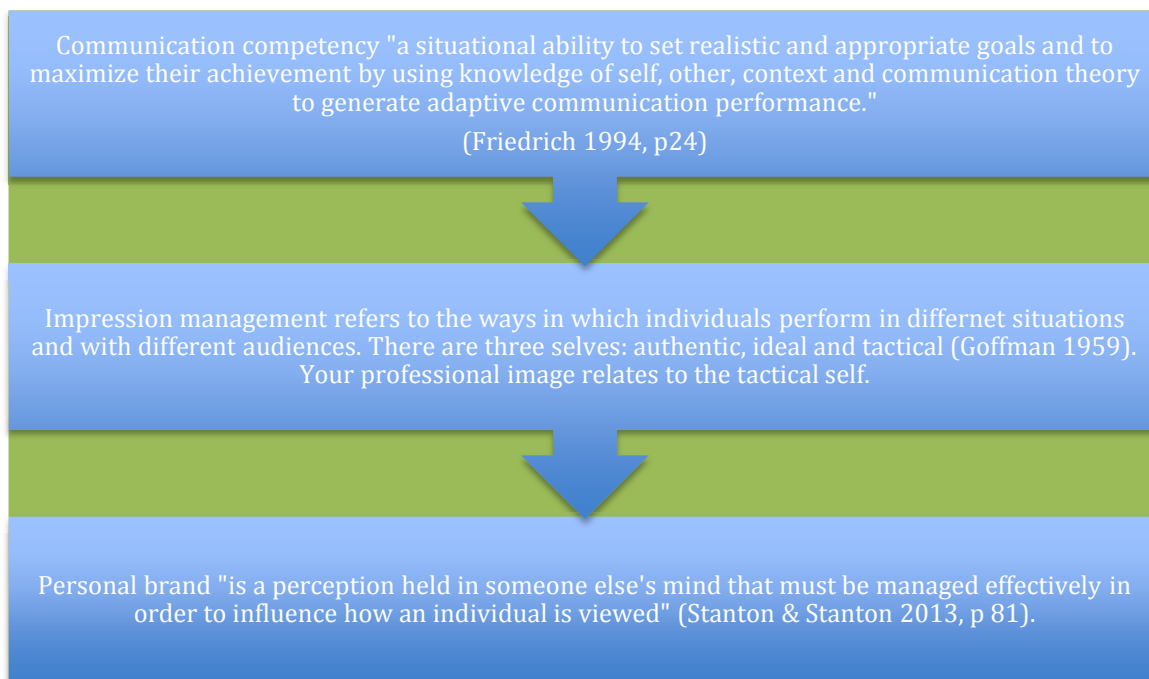 Communication competency "a situational ability to set realistic and appropriate goals and to
maximize their achievement by using knowledge of self, other, context and communication theory
to generate adaptive communication performance."
(Friedrich 1994, p24)
Impression management refers to the ways in which individuals perform in differnet situations
and with different audiences. There are three selves: authentic, ideal and tactical (Goffman 1959).
Your professional image relates to the tactical self.
Personal brand "is a perception held in someone else's mind that must be managed effectively in
order to influence how an individual is viewed" (Stanton & Stanton 2013, p 81).